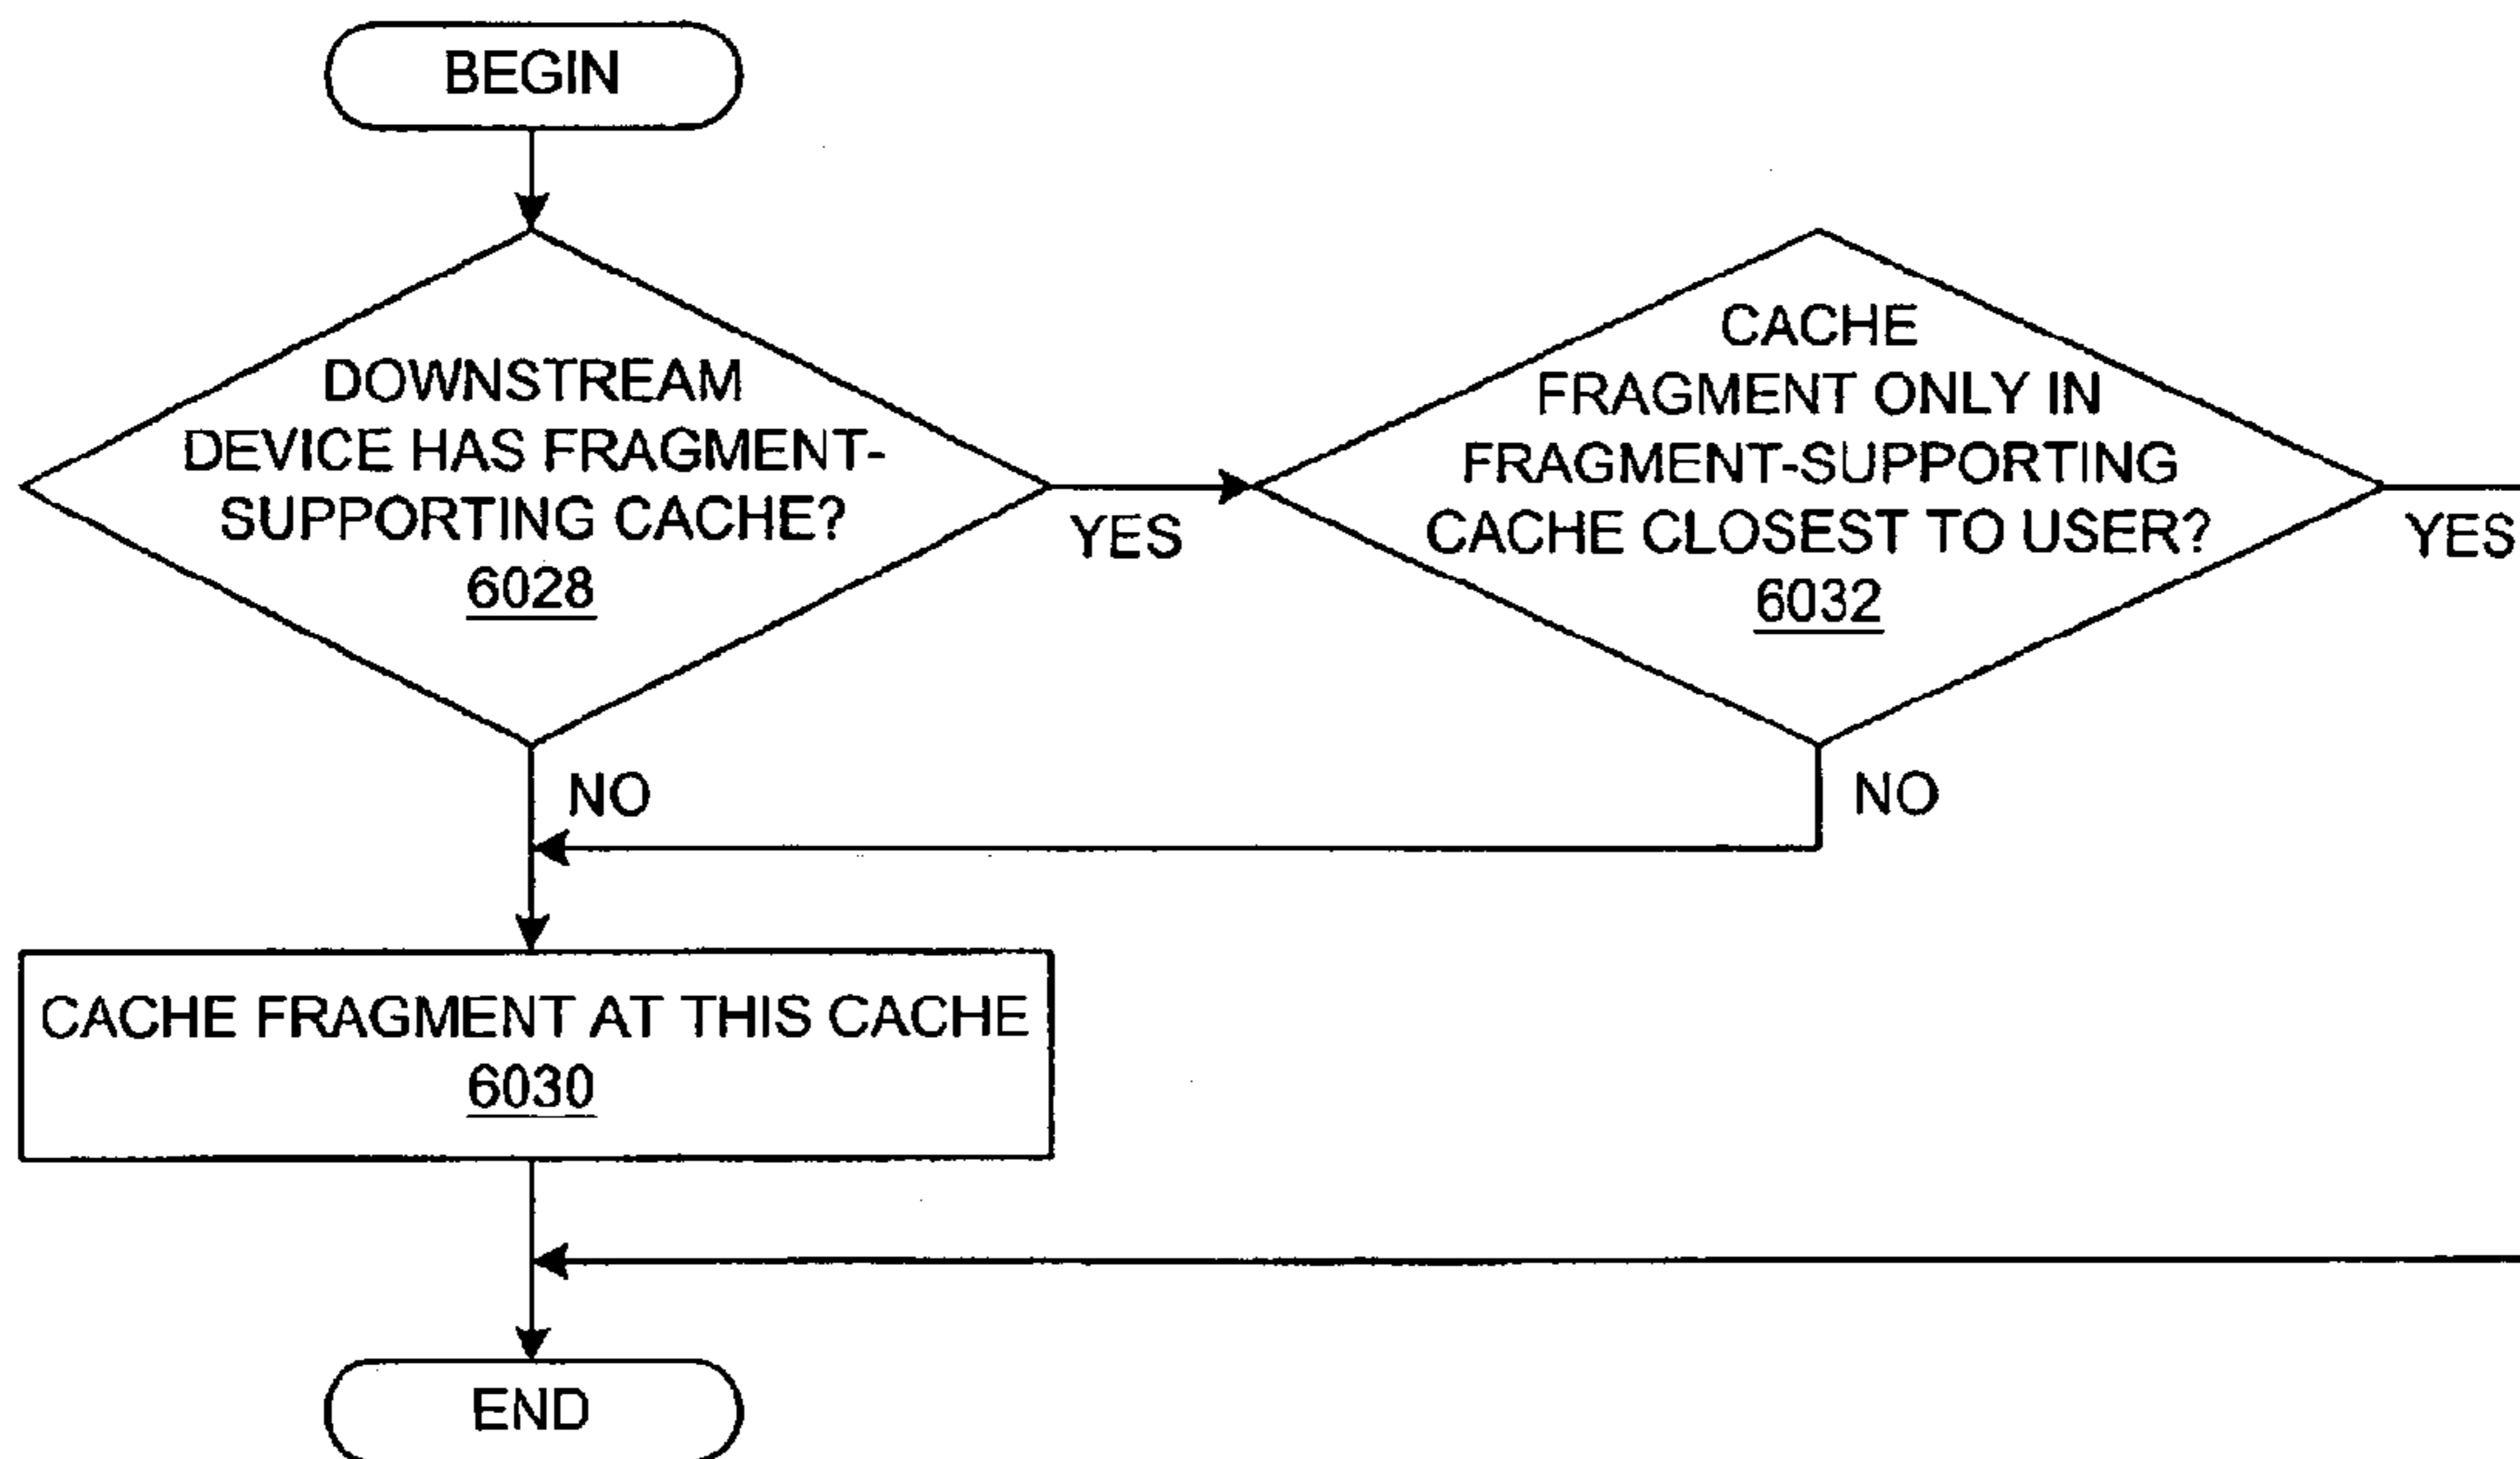 BEGIN
DOWNSTREAM
DEVICE HAS FRAGMENT-
SUPPORTING CACHE?
6028
YES
CACHE
FRAGMENT ONLY IN
FRAGMENT-SUPPORTING
CACHE CLOSEST TO USER?
6032
YES
NO
NO
CACHE FRAGMENT AT THIS CACHE
6030
END